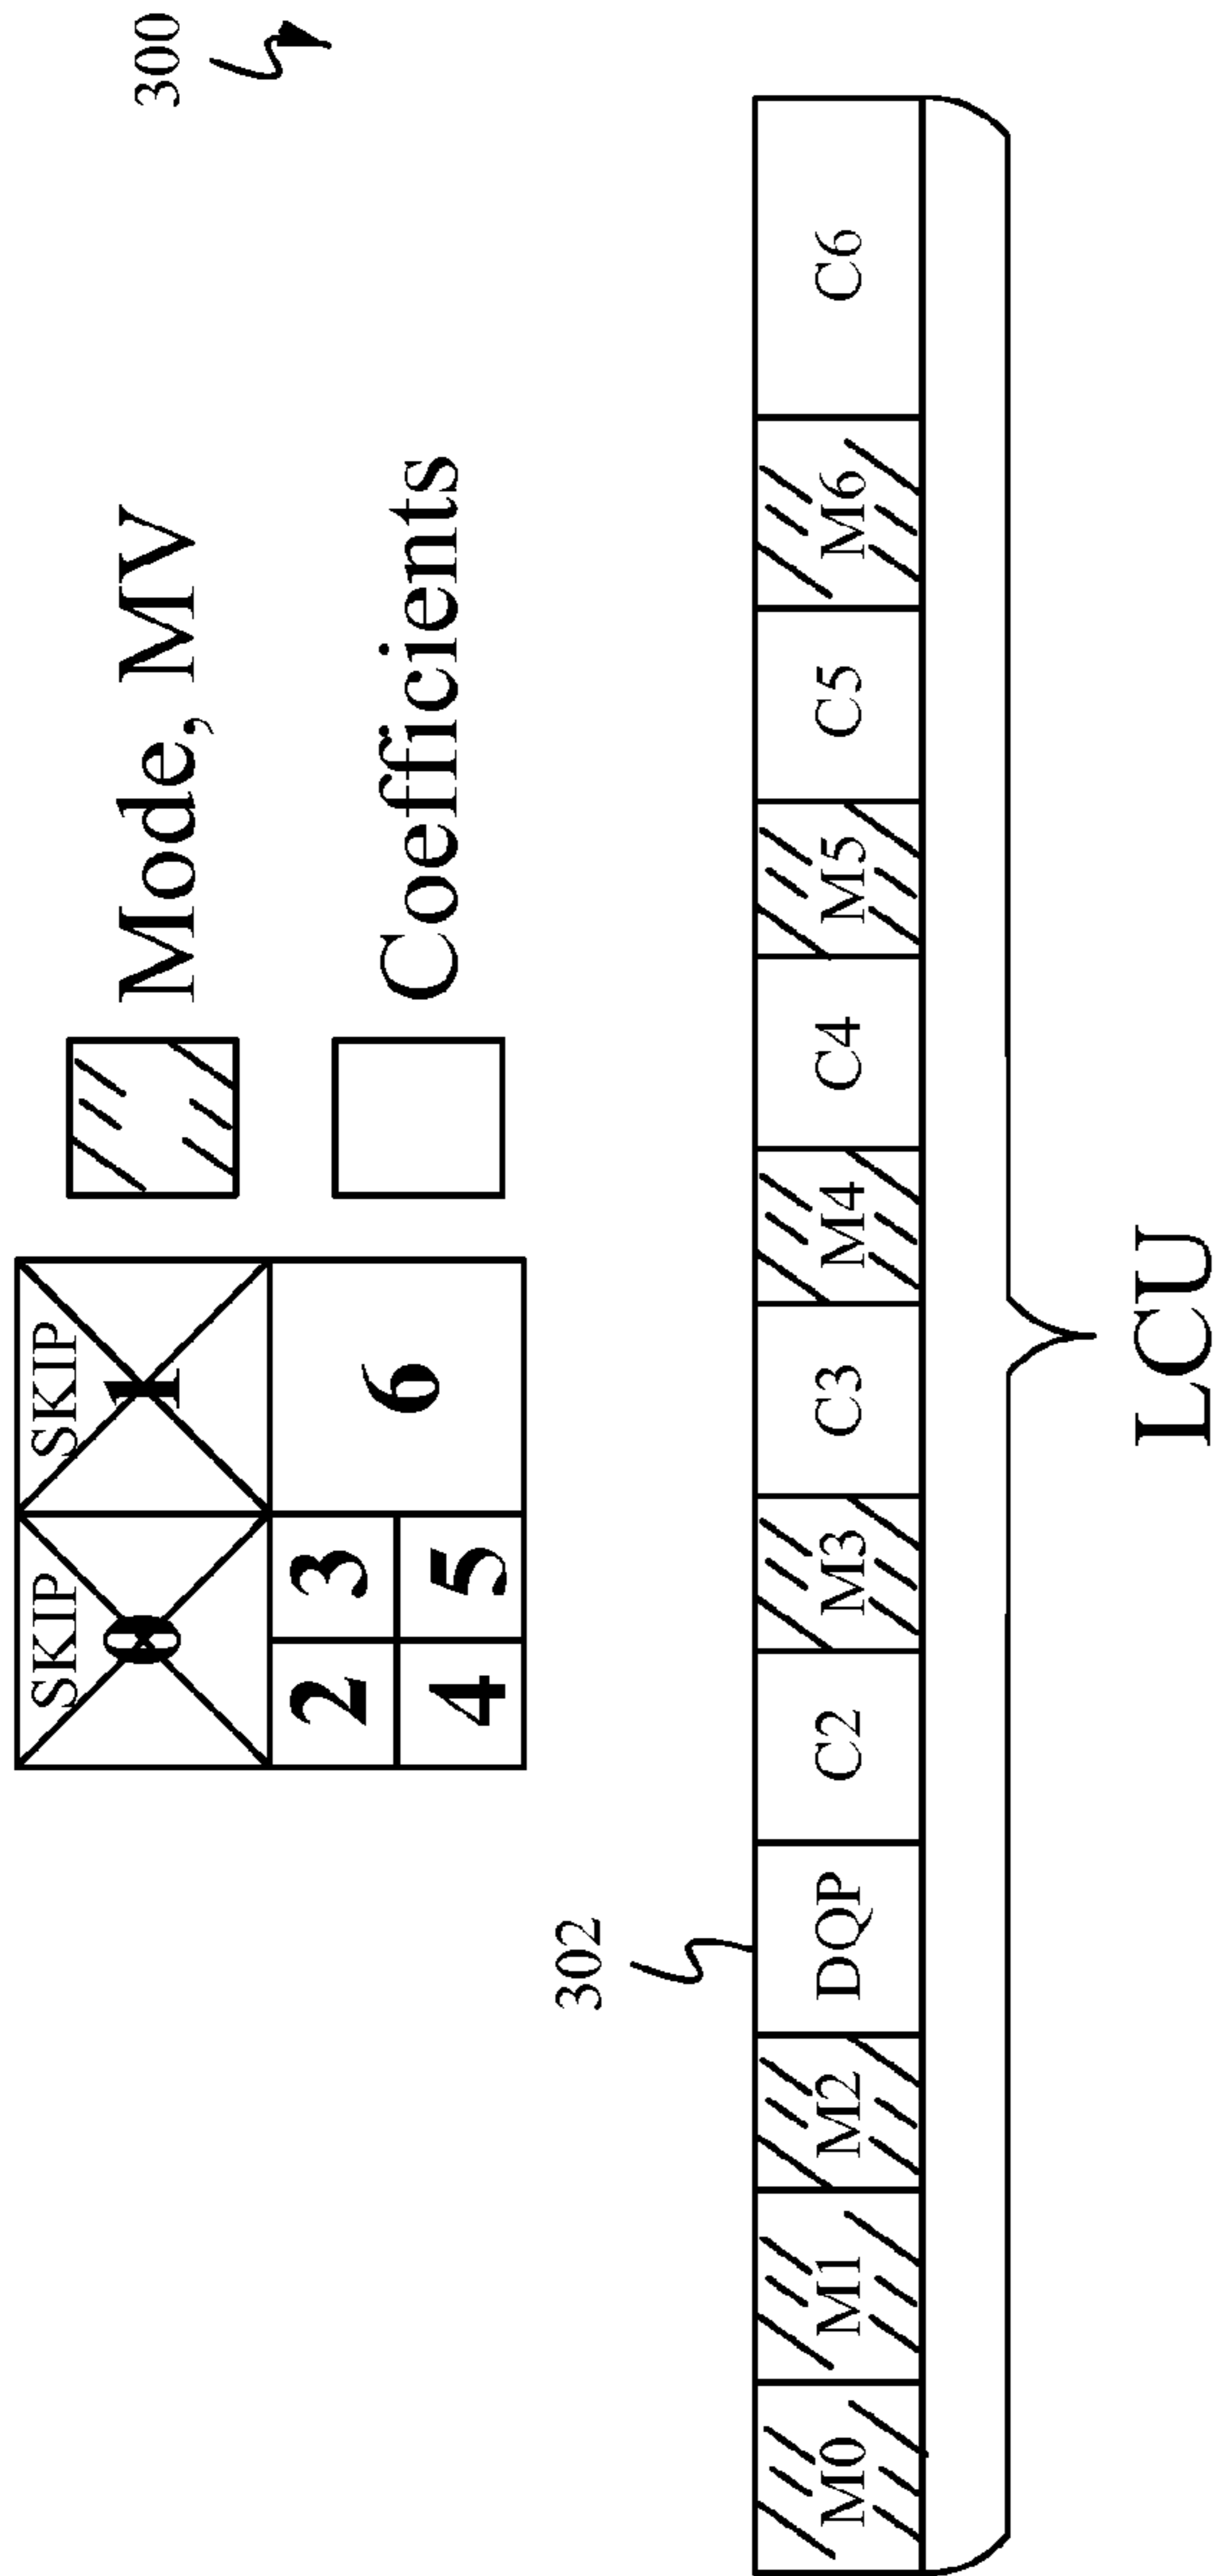 300
SKIP SKIP
0 1
2 3
4 5
6
Mode, MV
Coefficients
302
M0 M1 M2 DQP C2 M3 C3 M4 C4 M5 C5 M6 C6
LCU